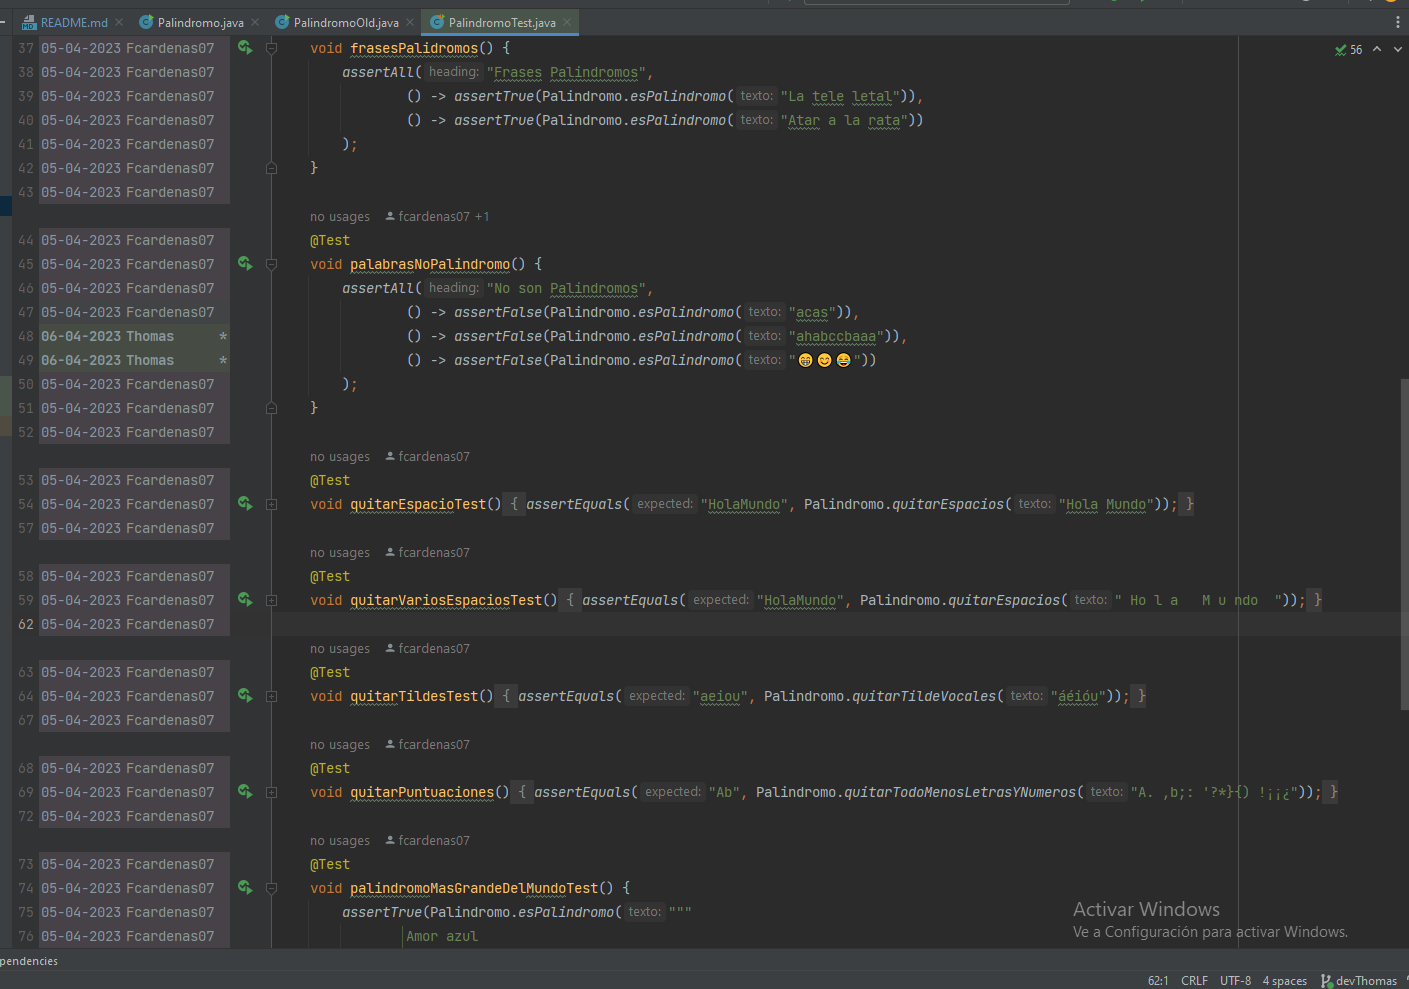 README.md Palindromo.java PalindromoOld.java PalindromoTest.java
37 05-04-2023 Fcardenas07 void frasesPalidromos() { 56
38 05-04-2023 Fcardenas07 assertAll( heading: "Frases Palindromos",
39 05-04-2023 Fcardenas07 () -> assertTrue(Palindromo.esPalindromo( texto: "La tele letal")),
40 05-04-2023 Fcardenas07 () -> assertTrue(Palindromo.esPalindromo( texto: "Atar a la rata"))
41 05-04-2023 Fcardenas07 );
42 05-04-2023 Fcardenas07 }
43 05-04-2023 Fcardenas07
no usages fcardenas07 +1
44 05-04-2023 Fcardenas07 @Test
45 05-04-2023 Fcardenas07 void palabrasNoPalindromo() {
46 05-04-2023 Fcardenas07 assertAll( heading: "No son Palindromos",
47 05-04-2023 Fcardenas07 () -> assertFalse(Palindromo.esPalindromo( texto: "acas")),
48 06-04-2023 Thomas * () -> assertFalse(Palindromo.esPalindromo( texto: "ahabccbaaa")),
49 06-04-2023 Thomas * () -> assertFalse(Palindromo.esPalindromo( texto: "😁😊😂"))
50 05-04-2023 Fcardenas07 );
51 05-04-2023 Fcardenas07 }
52 05-04-2023 Fcardenas07
no usages fcardenas07
53 05-04-2023 Fcardenas07 @Test
54 05-04-2023 Fcardenas07 void quitarEspacioTest() { assertEquals( expected: "HolaMundo", Palindromo.quitarEspacios( texto: "Hola Mundo")); }
57 05-04-2023 Fcardenas07
no usages fcardenas07
58 05-04-2023 Fcardenas07 @Test
59 05-04-2023 Fcardenas07 void quitarVariosEspaciosTest() { assertEquals( expected: "HolaMundo", Palindromo.quitarEspacios( texto: " Ho l a   M u ndo  ")); }
62 05-04-2023 Fcardenas07
no usages fcardenas07
63 05-04-2023 Fcardenas07 @Test
64 05-04-2023 Fcardenas07 void quitarTildesTest() { assertEquals( expected: "aeiou", Palindromo.quitarTildeVocales( texto: "áéíóu")); }
67 05-04-2023 Fcardenas07
no usages fcardenas07
68 05-04-2023 Fcardenas07 @Test
69 05-04-2023 Fcardenas07 void quitarPuntuaciones() { assertEquals( expected: "Ab", Palindromo.quitarTodoMenosLetrasYNumeros( texto: "A. ,b;: '?*}{) !¡¡¿")); }
72 05-04-2023 Fcardenas07
no usages fcardenas07
73 05-04-2023 Fcardenas07 @Test
74 05-04-2023 Fcardenas07 void palindromoMasGrandeDelMundoTest() {
75 05-04-2023 Fcardenas07 assertTrue(Palindromo.esPalindromo( texto: """
76 05-04-2023 Fcardenas07 Amor azul
Activar Windows
Ve a Configuración para activar Windows.
pendencies
62:1 CRLF UTF-8 4 spaces devThomas